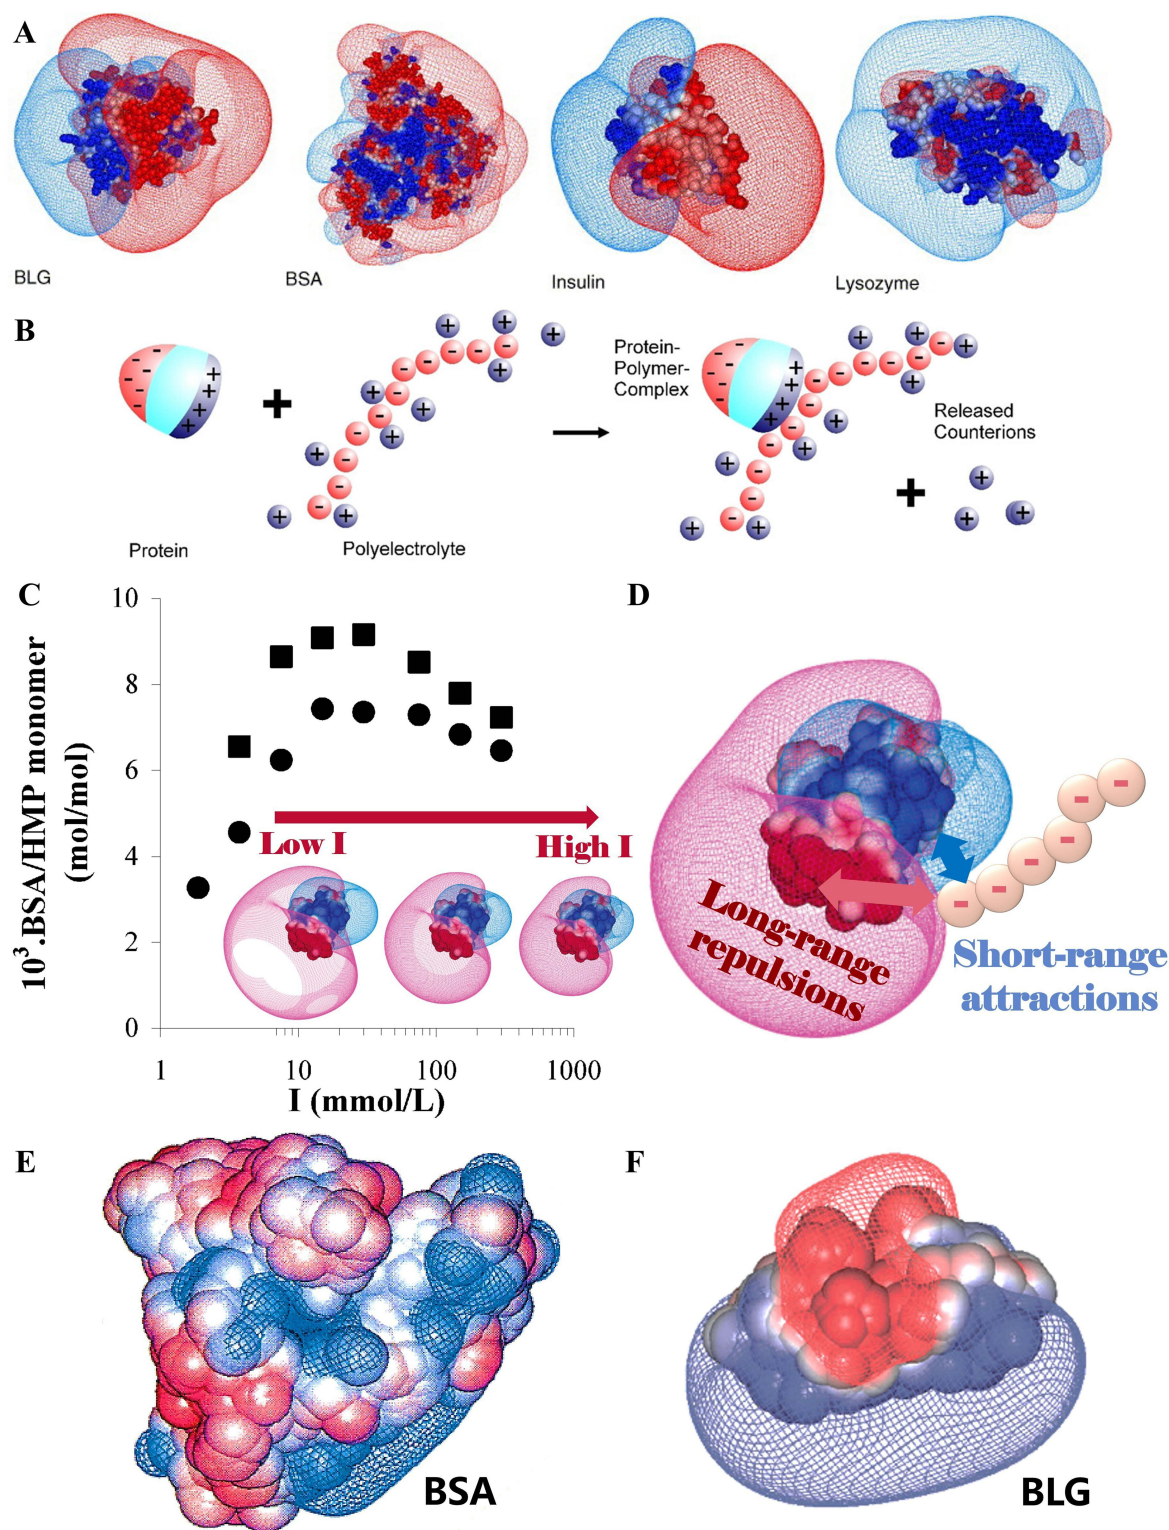 A
BLG
BSA
Insulin
Lysozyme
B
Protein-
Polymer-
Complex
Released
Counterions
Protein
Polyelectrolyte
C
10³.BSA/HMP monomer
(mol/mol)
10
8
6
4
2
0
Low I
High I
1
10
100
1000
I (mmol/L)
D
Long-range
repulsions
Short-range
attractions
E
BSA
F
BLG